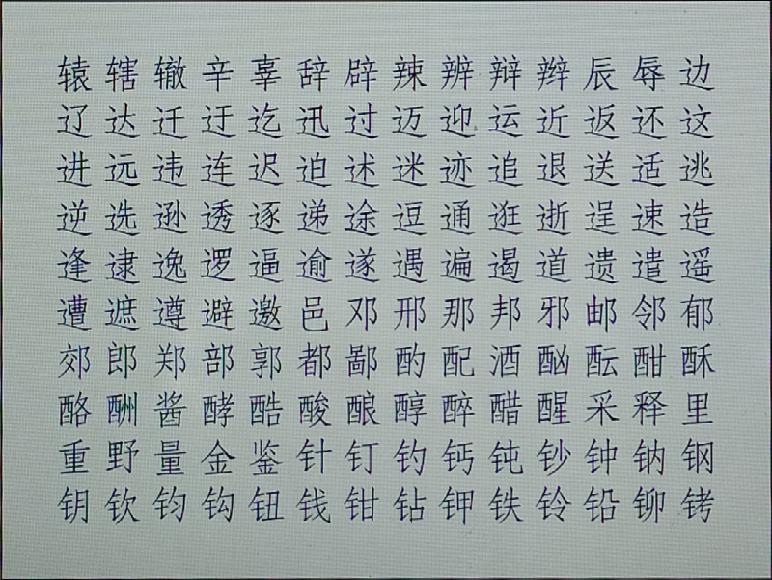 辕辖辙辛辜辞辟辣辨辩辫辰辱边
辽达迁迂迄迅过迈迎运近返还这
进远违连迟迫述迷迹追退送适逃
逆选逊透逐递途逗通逛逝逞速造
逢逮逸逻逼逾遂遇遍遏道遗遣遥
遭遮遵避邀邑邓邢那邦邪邮邻郁
郊郎郑部郭都鄙酌配酒酗酝酣酥
酪酬酱酵酷酸酿醇醉醋醒采释里
重野量金鉴针钉钓钙钝钞钟钠钢
钥钦钧钩钮钱钳钻钾铁铃铅铆铐